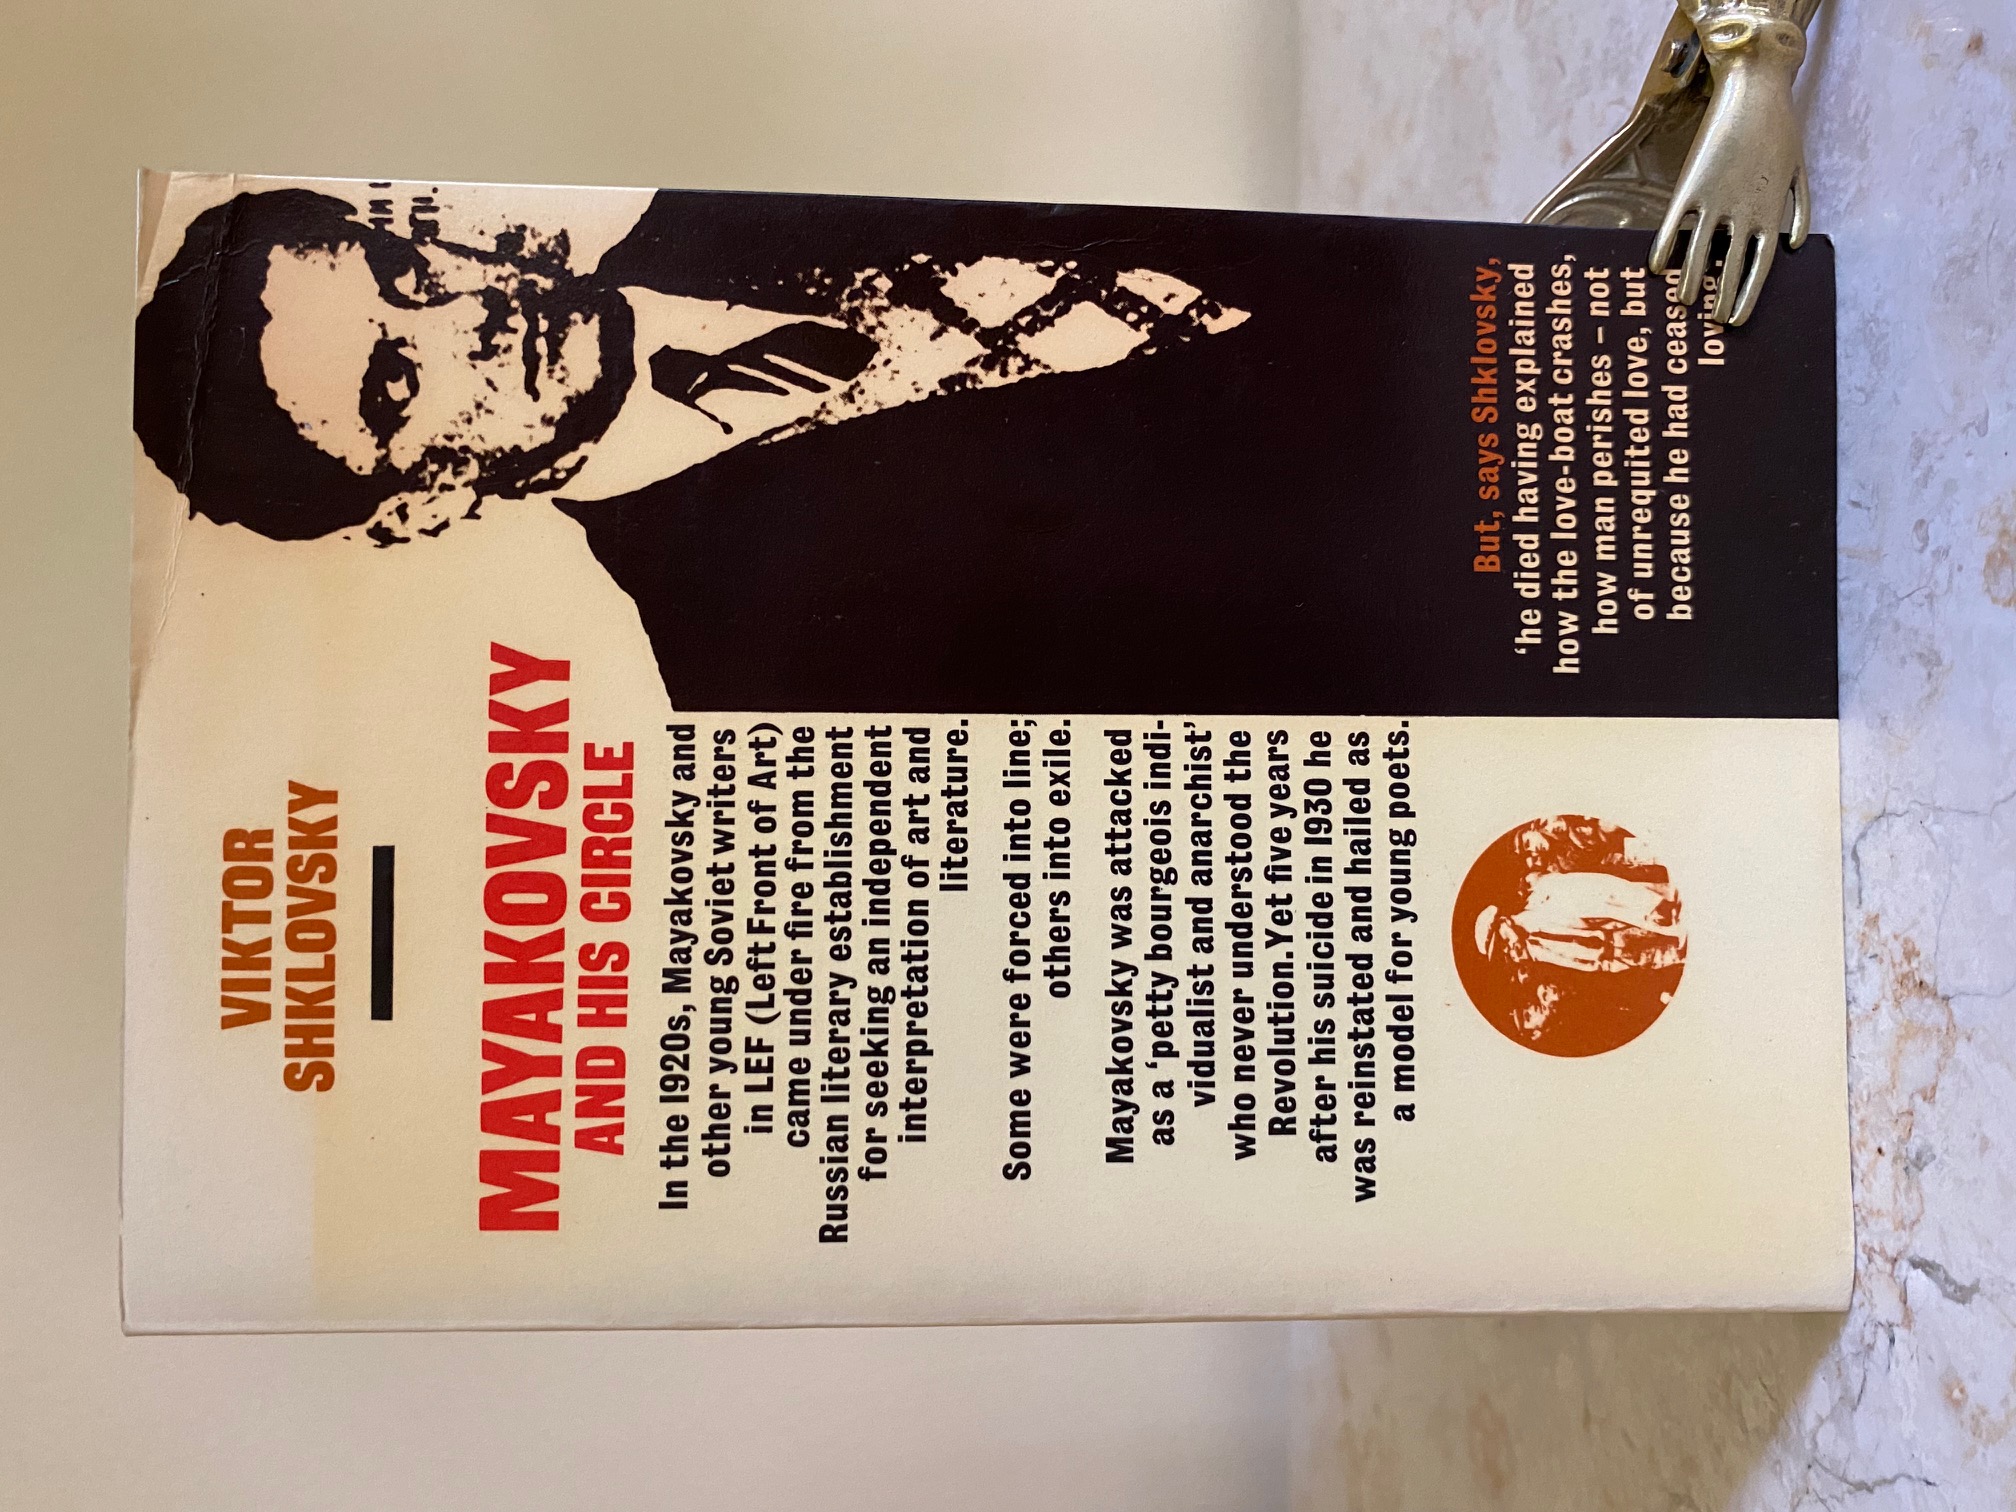 VIKTOR
SHKLOVSKY
MAYAKOVSKY
AND HIS CIRCLE
In the 1920s, Mayakovsky and
other young Soviet writers
in LEF (Left Front of Art)
came under fire from the
Russian literary establishment
for seeking an independent
interpretation of art and
literature.
Some were forced into line;
others into exile.
Mayakovsky was attacked
as a ‘petty bourgeois indi-
vidualist and anarchist’
who never understood the
Revolution. Yet five years
after his suicide in 1930 he
was reinstated and hailed as
a model for young poets.
But, says Shklovsky,
‘he died having explained
how the love-boat crashes,
how man perishes – not
of unrequited love, but
because he had ceased
loving.